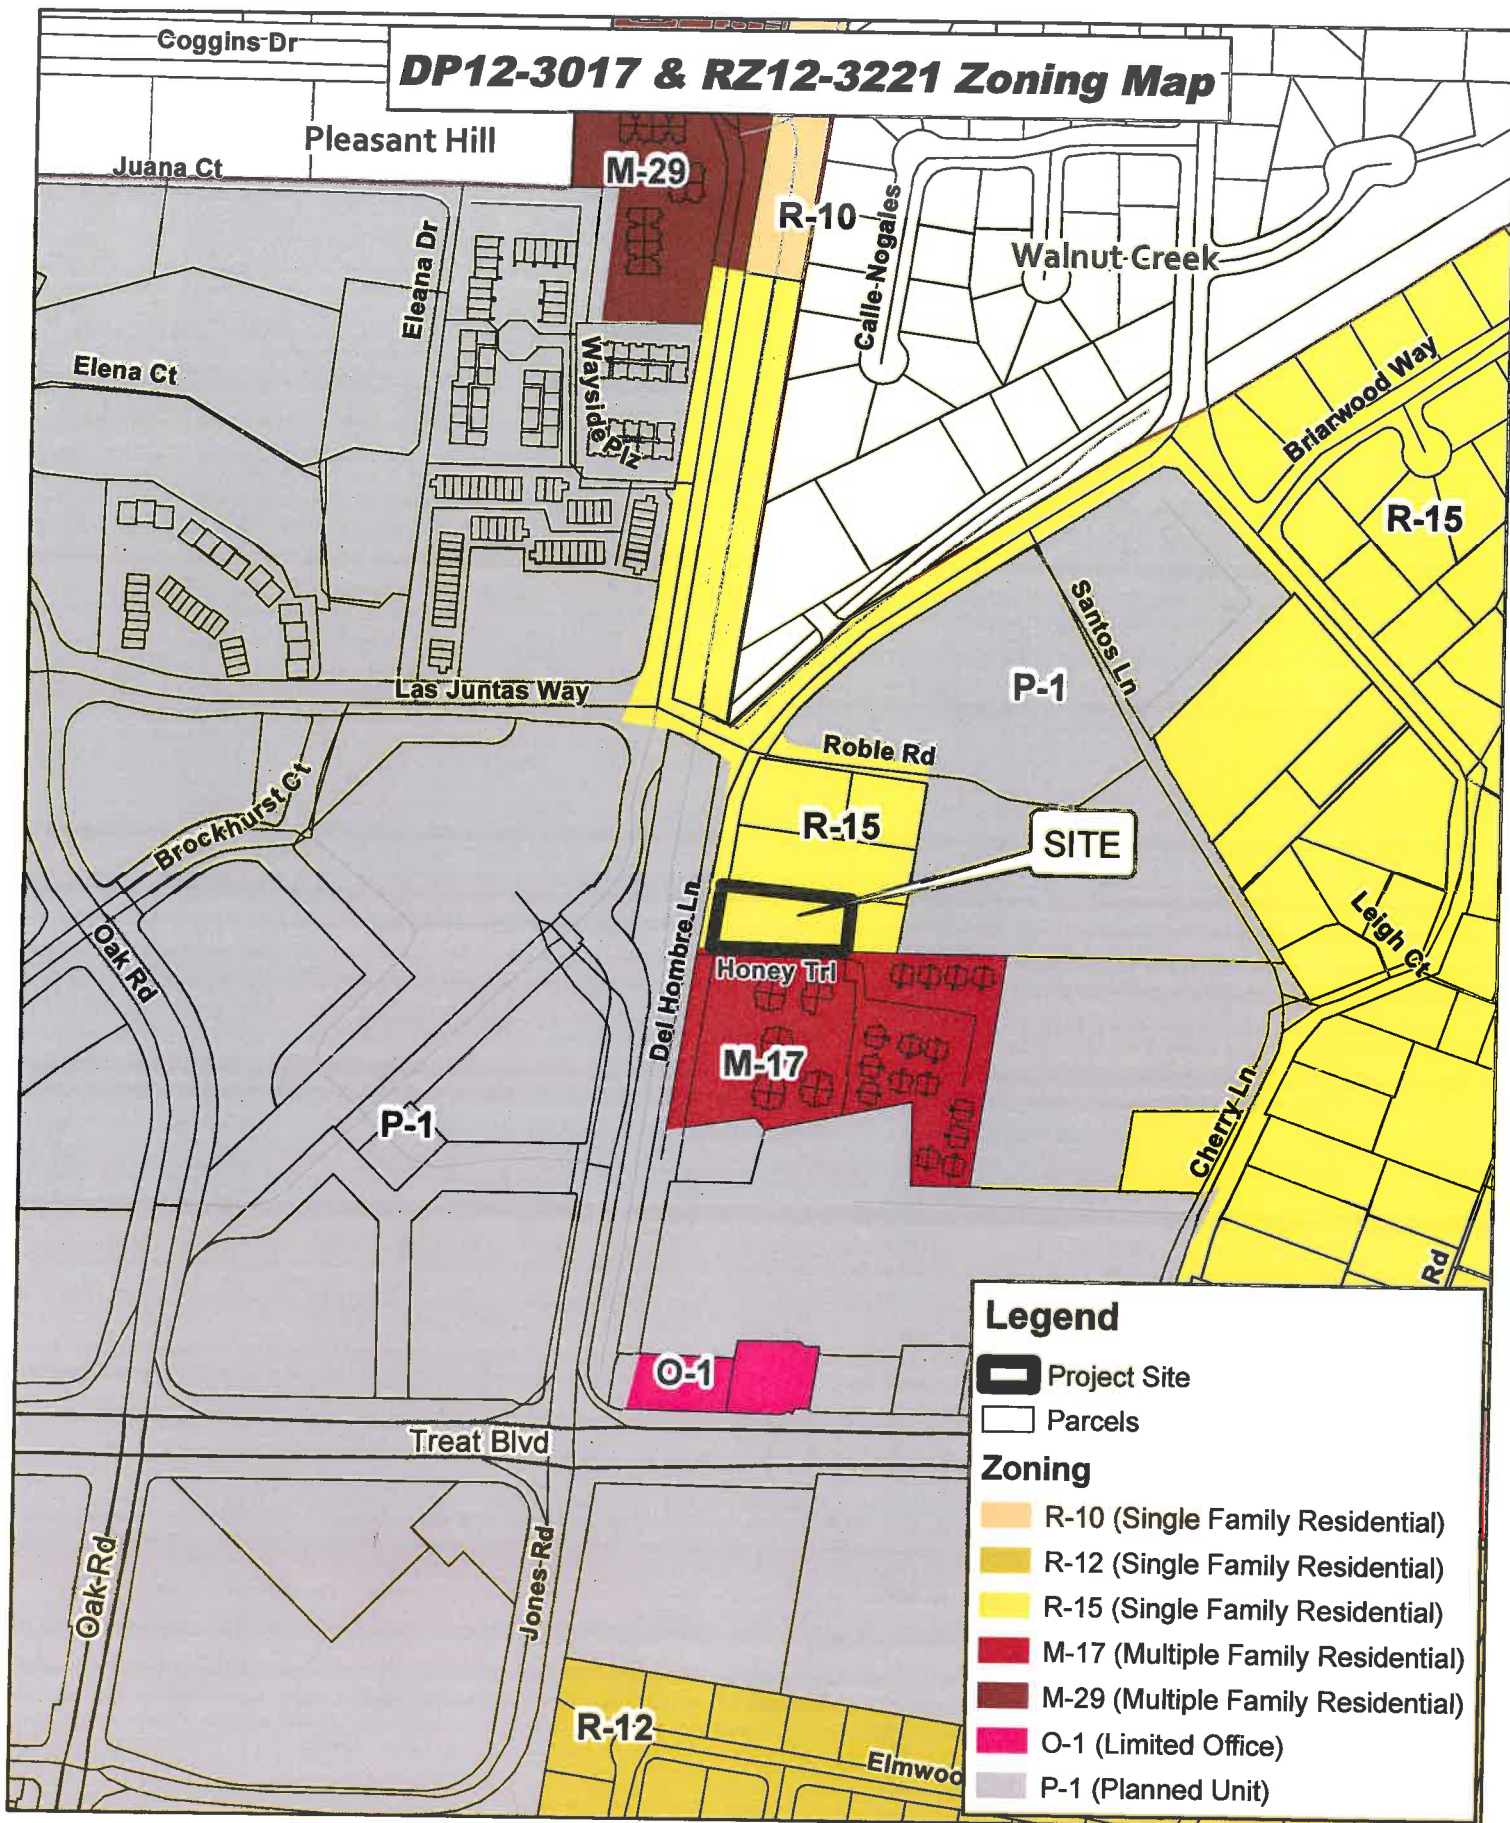 Coggins Dr
DP12-3017 & RZ12-3221 Zoning Map
Pleasant Hill
Juana Ct
M-29
R-10
Calle Nogales
Walnut Creek
Eleana Dr
Elena Ct
Wayside Plz
Briarwood Way
R-15
Santos Ln
P-1
Las Juntas Way
Roble Rd
R-15
SITE
Brockhurst Ct
Oak Rd
Del Hombre Ln
Leigh Ct
Honey Trl
M-17
P-1
Cherry Ln
Rd
O-1
Treat Blvd
Oak Rd
Jones Rd
R-12
Elmwoo
Legend
Project Site
Parcels
Zoning
R-10 (Single Family Residential)
R-12 (Single Family Residential)
R-15 (Single Family Residential)
M-17 (Multiple Family Residential)
M-29 (Multiple Family Residential)
O-1 (Limited Office)
P-1 (Planned Unit)